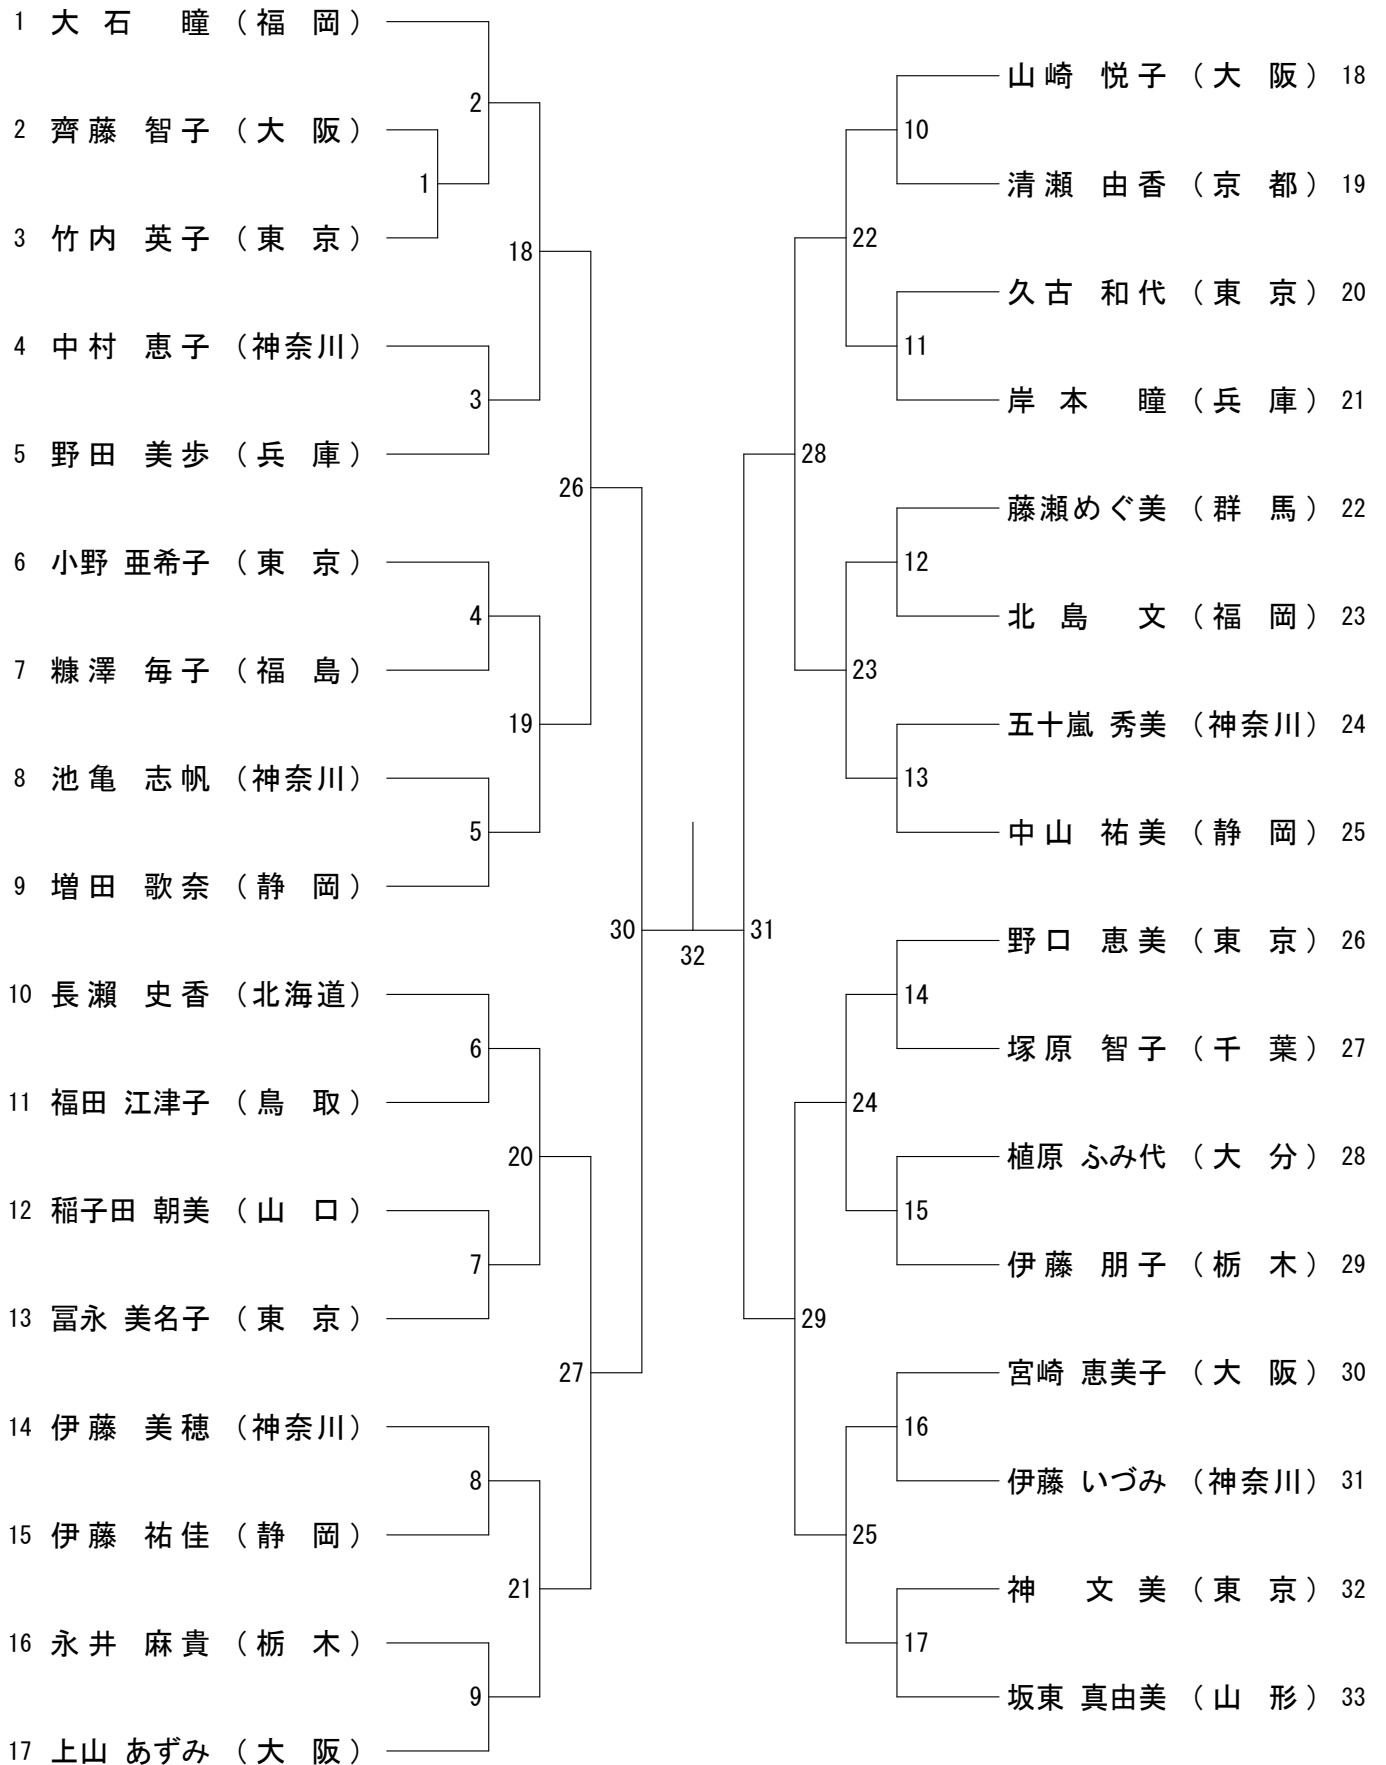 1 大石 瞳 (福 岡)
2 齊藤 智子 (大 阪)
3 竹内 英子 (東 京)
4 中村 恵子 (神奈川)
5 野田 美歩 (兵 庫)
6 小野 亜希子 (東 京)
7 糠澤 毎子 (福 島)
8 池亀 志帆 (神奈川)
9 増田 歌奈 (静 岡)
10 長瀬 史香 (北海道)
11 福田 江津子 (鳥 取)
12 稲子田 朝美 (山 口)
13 冨永 美名子 (東 京)
14 伊藤 美穂 (神奈川)
15 伊藤 祐佳 (静 岡)
16 永井 麻貴 (栃 木)
17 上山 あずみ (大 阪)
2
1
18
3
26
4
19
5
30
6
20
7
27
8
21
9
32
31
10
22
11
28
12
23
13
14
24
15
29
16
25
17
山崎 悦子 (大 阪) 18
清瀬 由香 (京 都) 19
久古 和代 (東 京) 20
岸本 瞳 (兵 庫) 21
藤瀬めぐ美 (群 馬) 22
北島 文 (福 岡) 23
五十嵐 秀美 (神奈川) 24
中山 祐美 (静 岡) 25
野口 恵美 (東 京) 26
塚原 智子 (千 葉) 27
植原 ふみ代 (大 分) 28
伊藤 朋子 (栃 木) 29
宮崎 恵美子 (大 阪) 30
伊藤 いづみ (神奈川) 31
神 文美 (東 京) 32
坂東 真由美 (山 形) 33